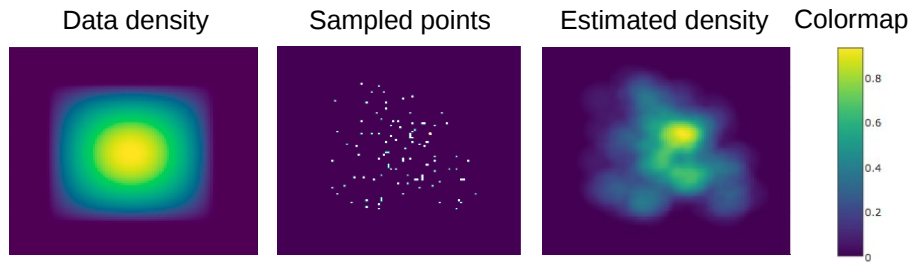 Data density
Sampled points
Estimated density
Colormap
0.8
0.6
0.4
0.2
0